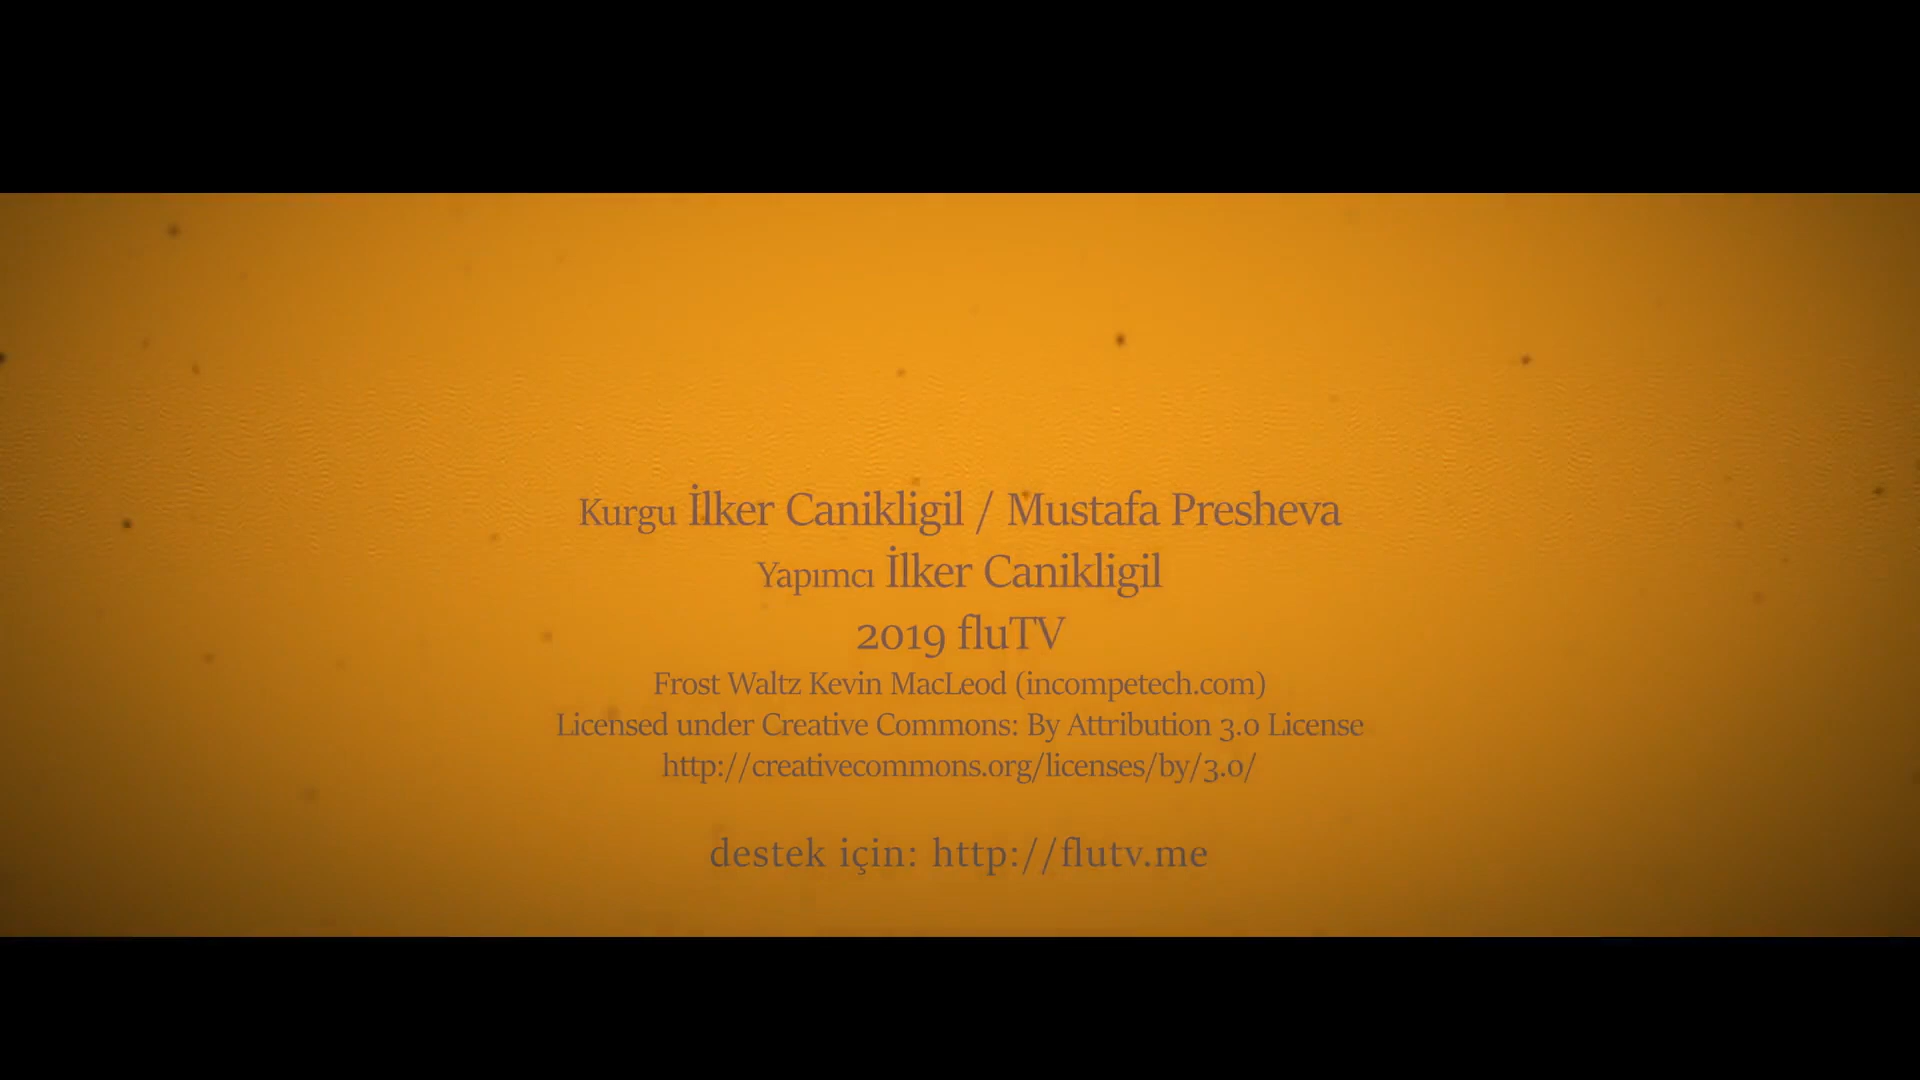 Kurgu İlker Canikligil / Mustafa Presheva
Yapımcı İlker Canikligil
2019 fluTV
Frost Waltz Kevin MacLeod (incompetech.com)
Licensed under Creative Commons: By Attribution 3.0 License
http://creativecommons.org/licenses/by/3.0/
destek için: http://flutv.me